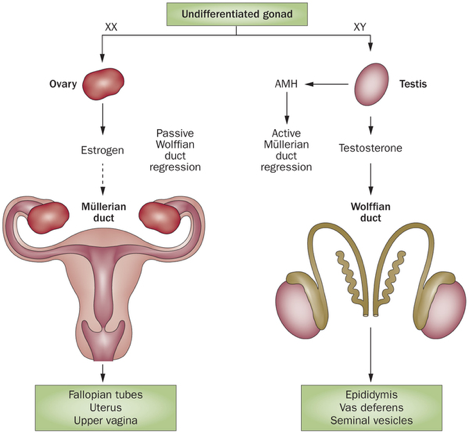 Undifferentiated gonad
XX
XY
Ovary
AMH
Testis
Estrogen
Passive
Wolffian
duct
regression
Active
Müllerian
duct
regression
Testosterone
Müllerian
duct
Wolffian
duct
Fallopian tubes
Uterus
Upper vagina
Epididymis
Vas deferens
Seminal vesicles